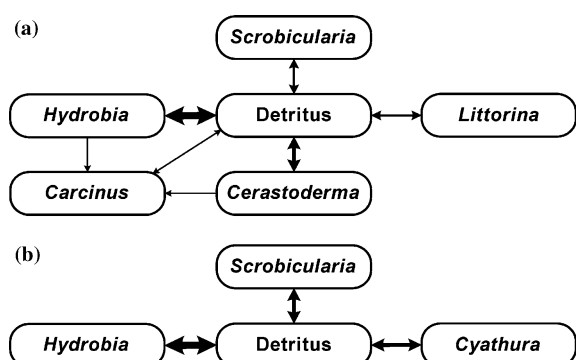 (a)
Scrobicularia
Hydrobia Detritus Littorina
Carcinus Cerastoderma
(b)
Scrobicularia
Hydrobia Detritus Cyathura